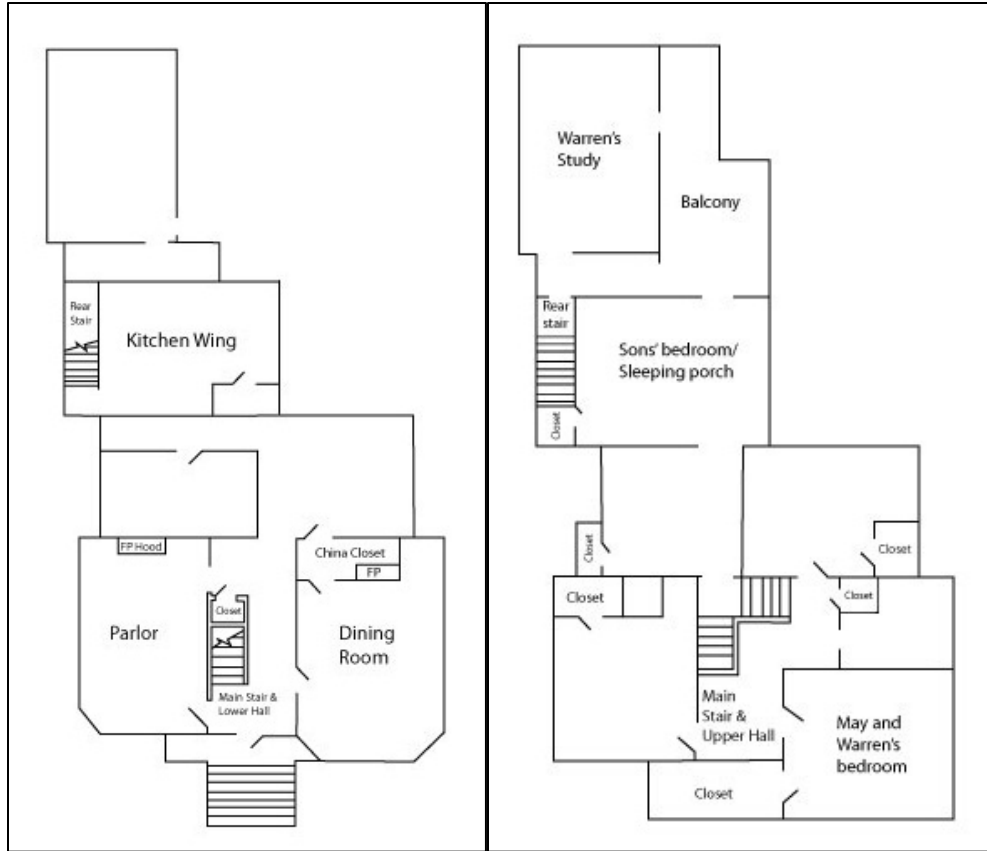 Rear
Stair
Kitchen Wing
FP Hood
China Closet
FP
Closet
Parlor
Dining
Room
Main Stair &
Lower Hall
Warren's
Study
Balcony
Rear
stair
Sons' bedroom/
Sleeping porch
Closet
Closet
Closet
Closet
Closet
Main
Stair &
Upper Hall
May and
Warren's
bedroom
Closet